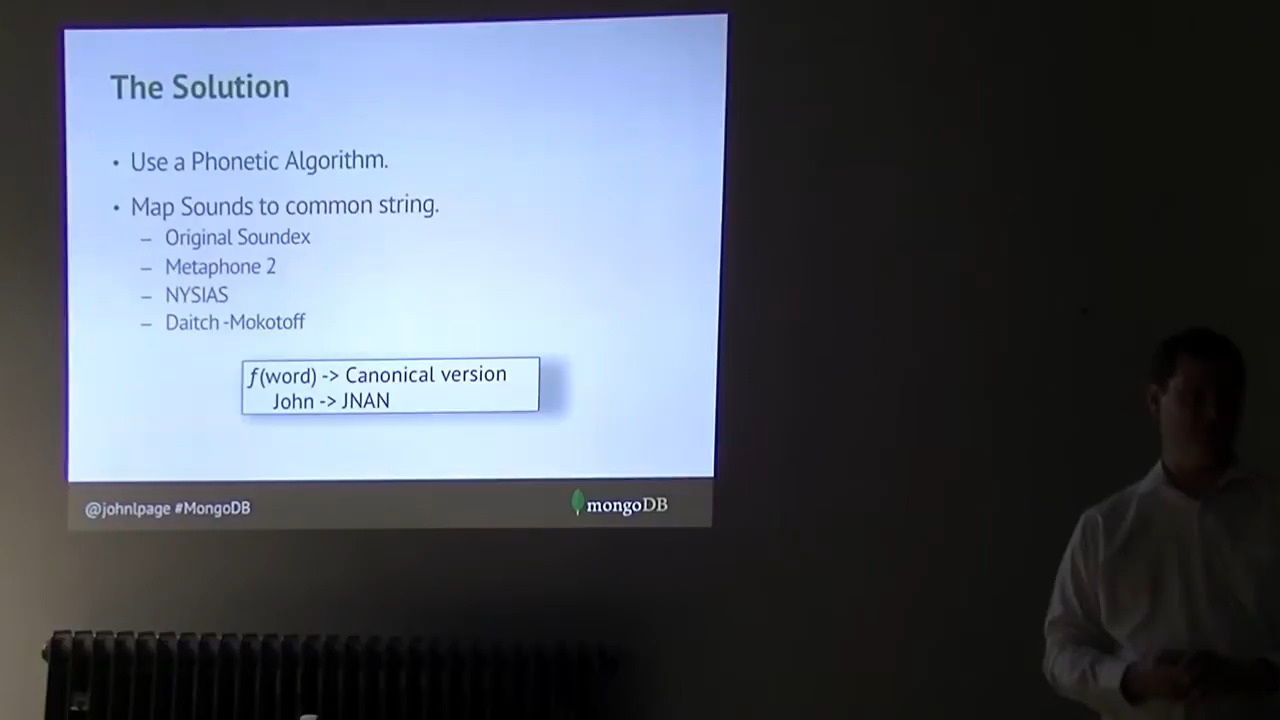 The Solution
• Use a Phonetic Algorithm.
• Map Sounds to common string.
– Original Soundex
– Metaphone 2
– NYSIAS
– Daitch -Mokotoff
ƒ(word) -> Canonical version
John -> JNAN
@johnlpage #MongoDB
mongoDB